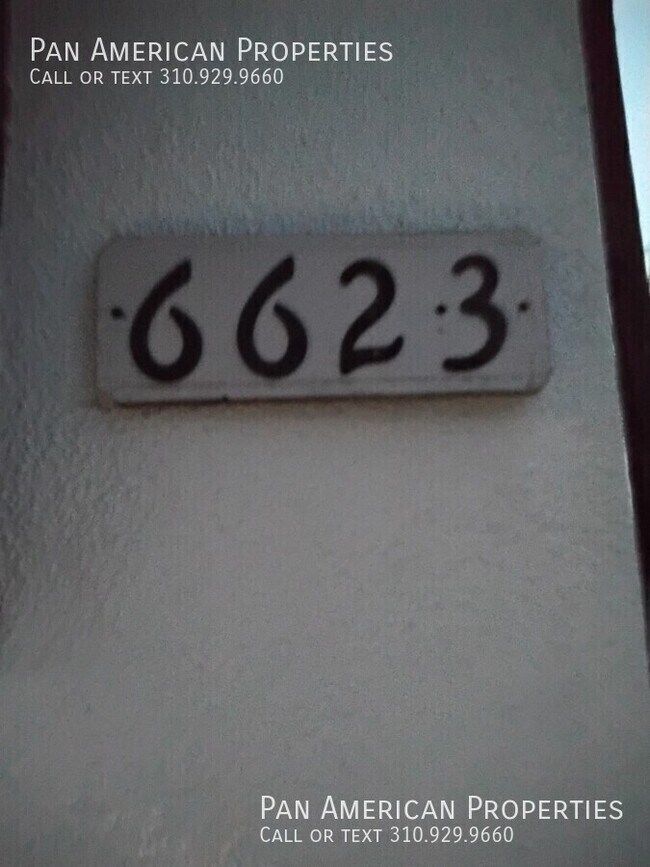 Pan American Properties
Call or text 310.929.9660
6623
Pan American Properties
Call or text 310.929.9660